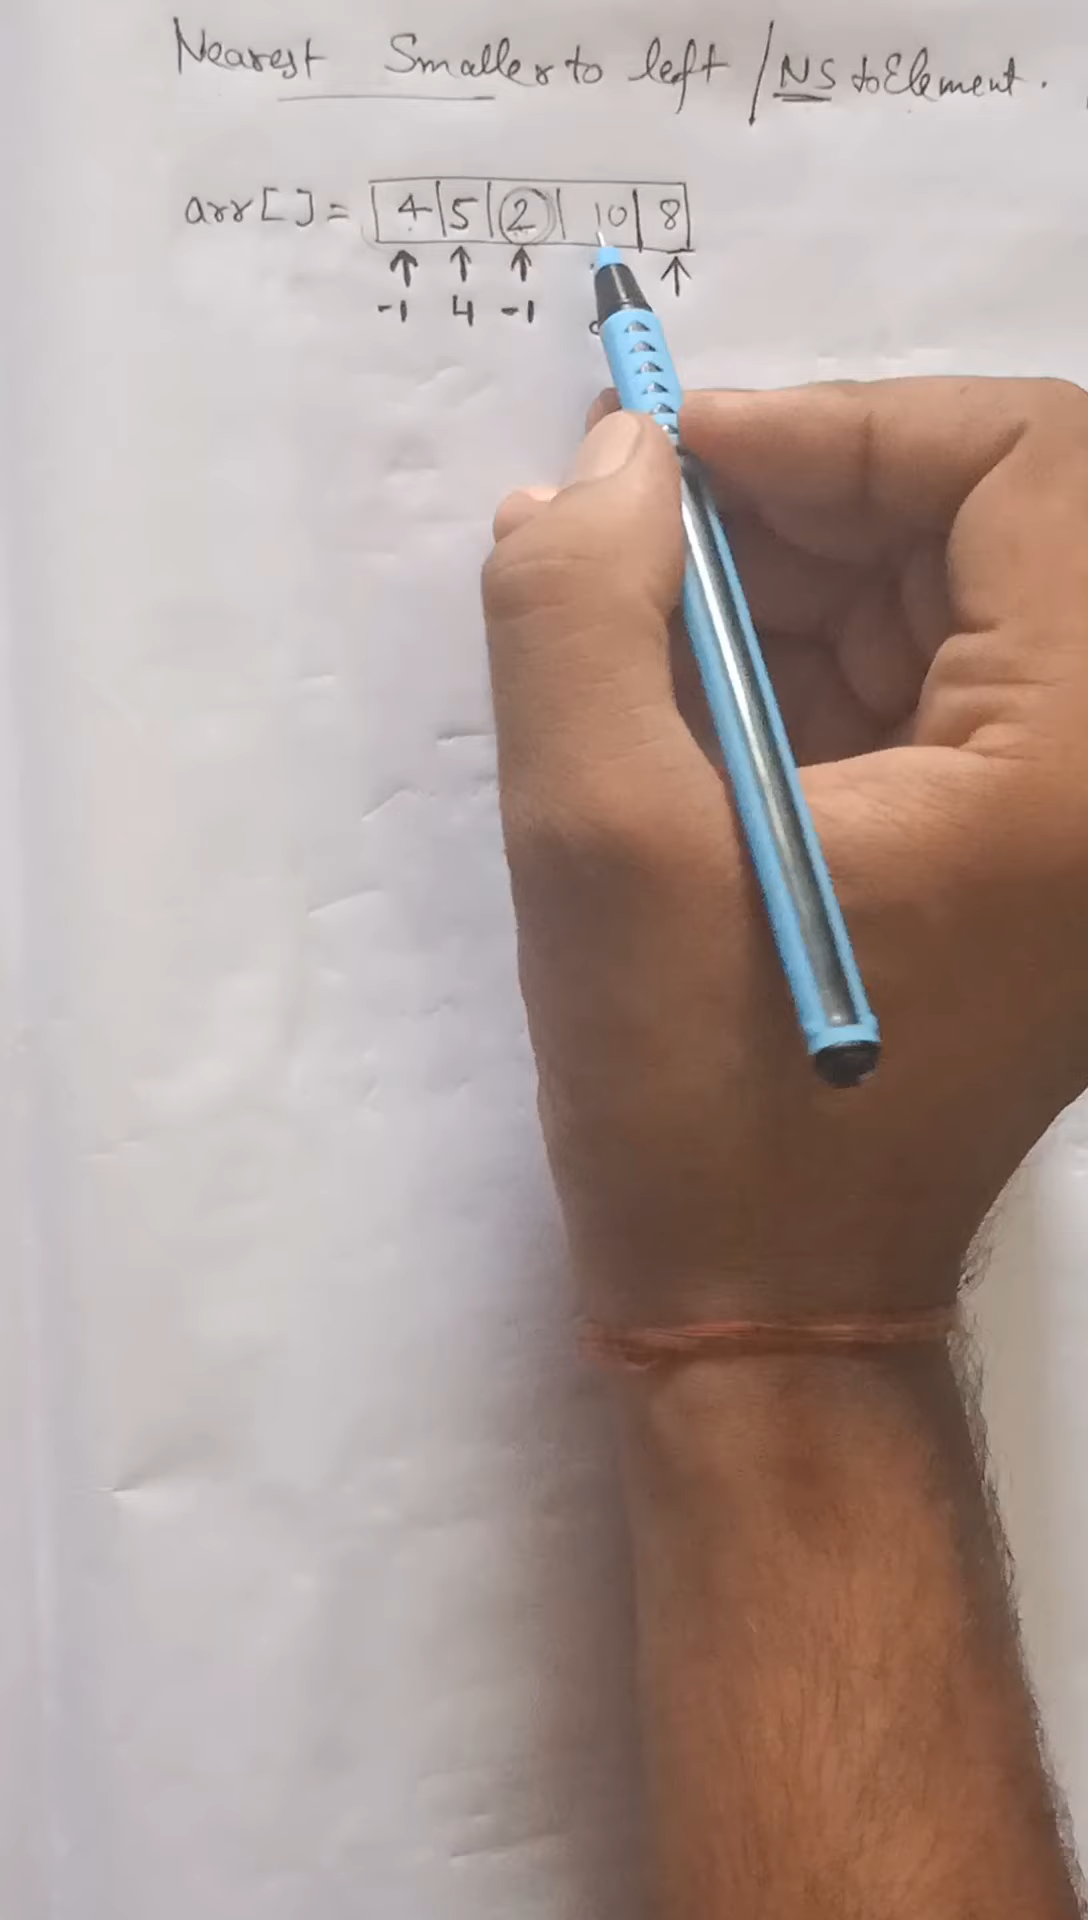 Nearest Smaller to left / NS to Element.
arr[] = | 4 | 5 | 2 | 10 | 8 |
↑ ↑ ↑ ↑
-1 4 -1